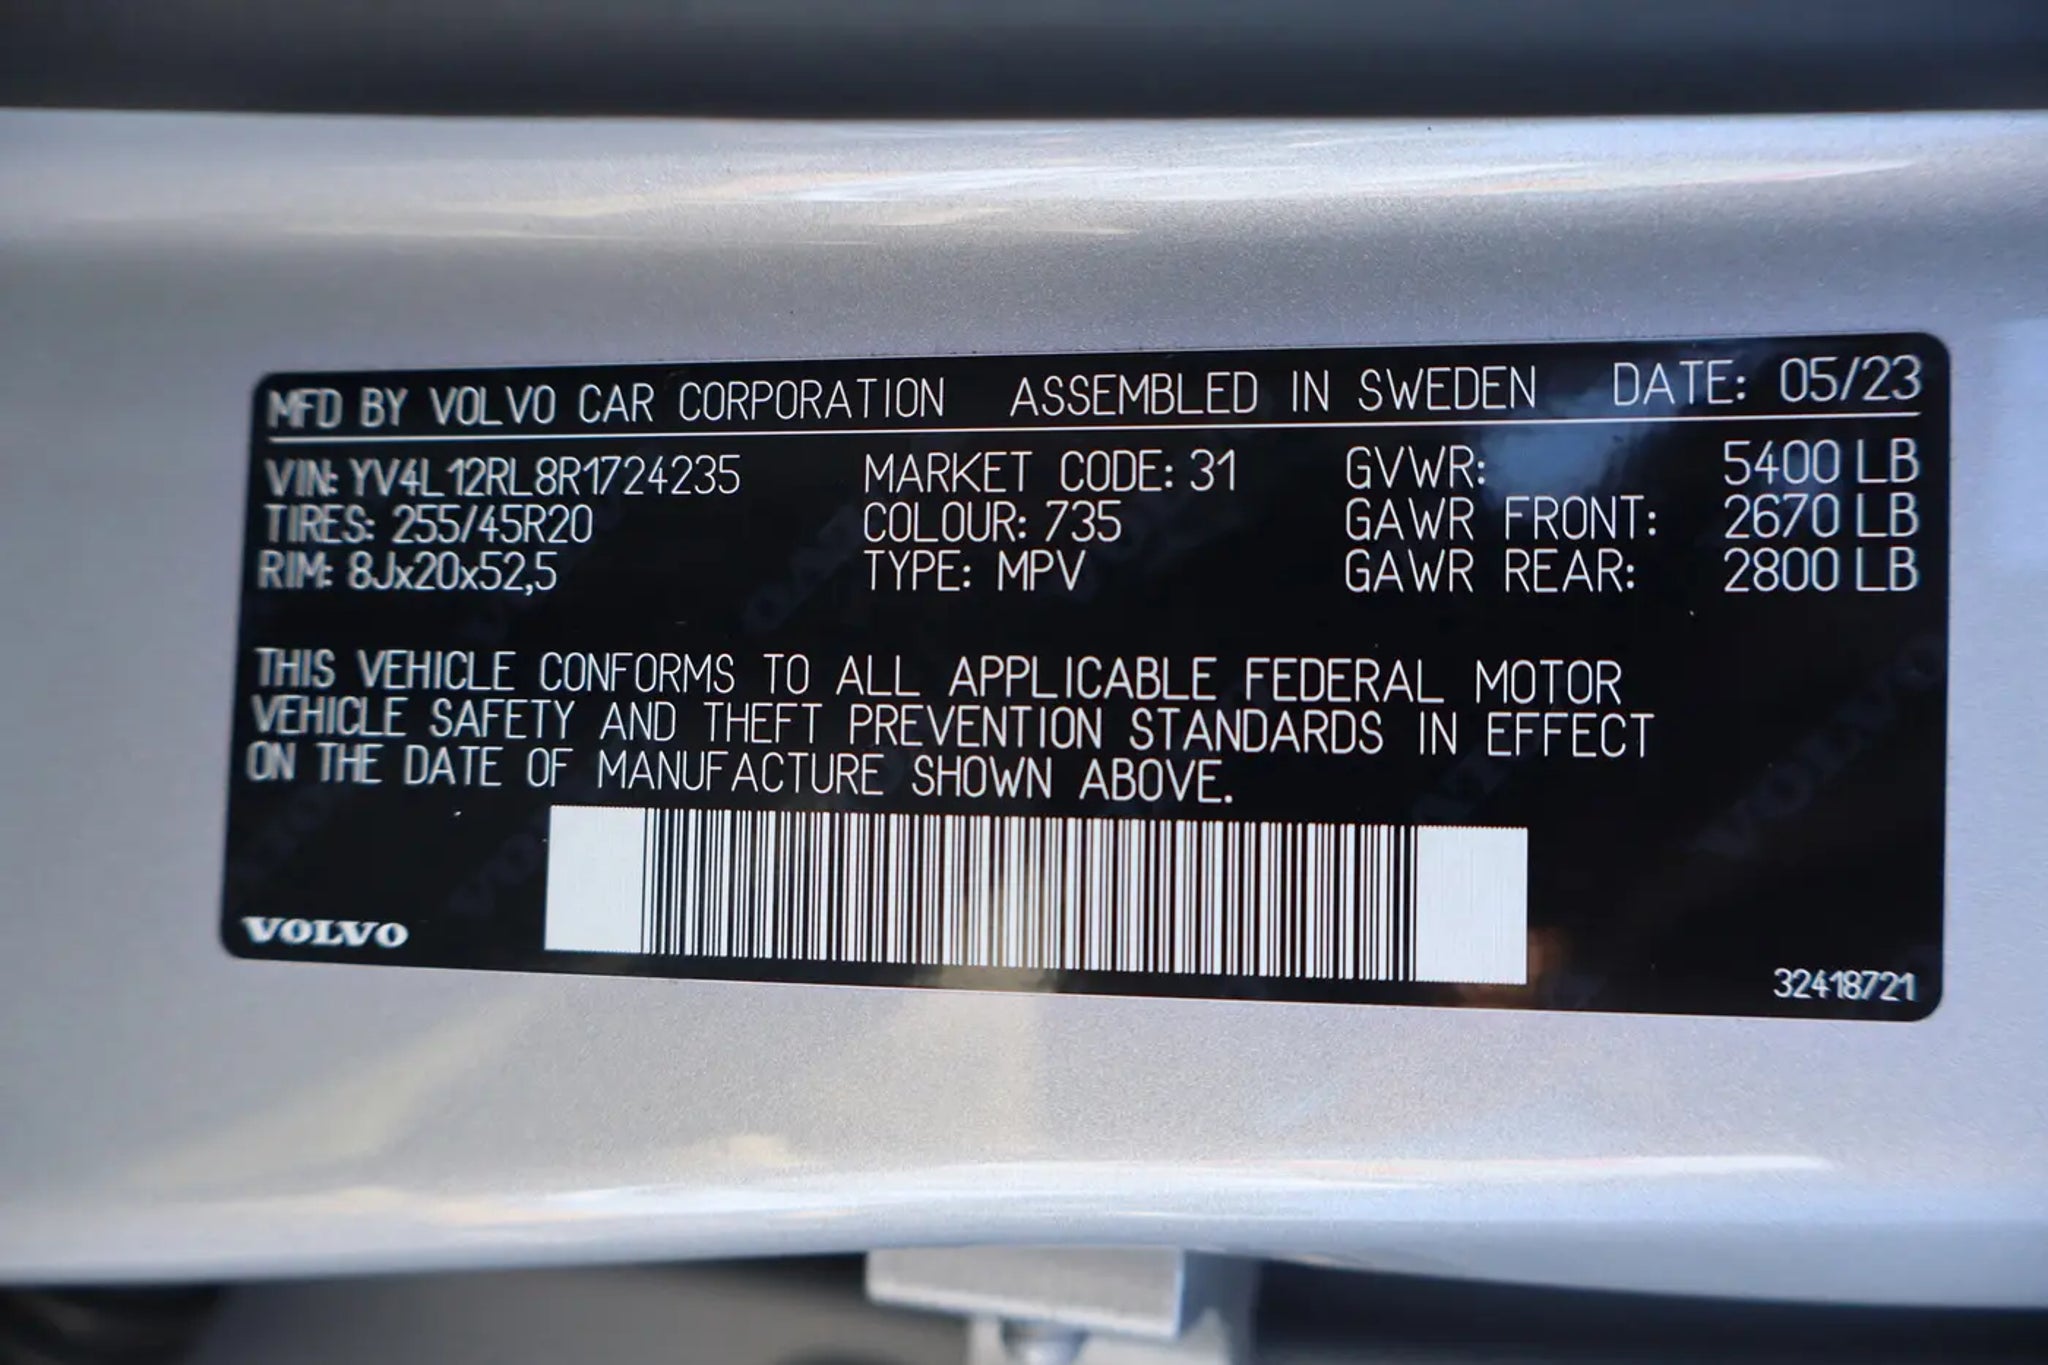 MFD BY VOLVO CAR CORPORATION ASSEMBLED IN SWEDEN DATE: 05/23
VIN: YV4L12RL8R1724235 MARKET CODE: 31 GVWR: 5400 LB
TIRES: 255/45R20 COLOUR: 735 GAWR FRONT: 2670 LB
RIM: 8Jx20x52,5 TYPE: MPV GAWR REAR: 2800 LB
THIS VEHICLE CONFORMS TO ALL APPLICABLE FEDERAL MOTOR
VEHICLE SAFETY AND THEFT PREVENTION STANDARDS IN EFFECT
ON THE DATE OF MANUFACTURE SHOWN ABOVE.
VOLVO
32418721